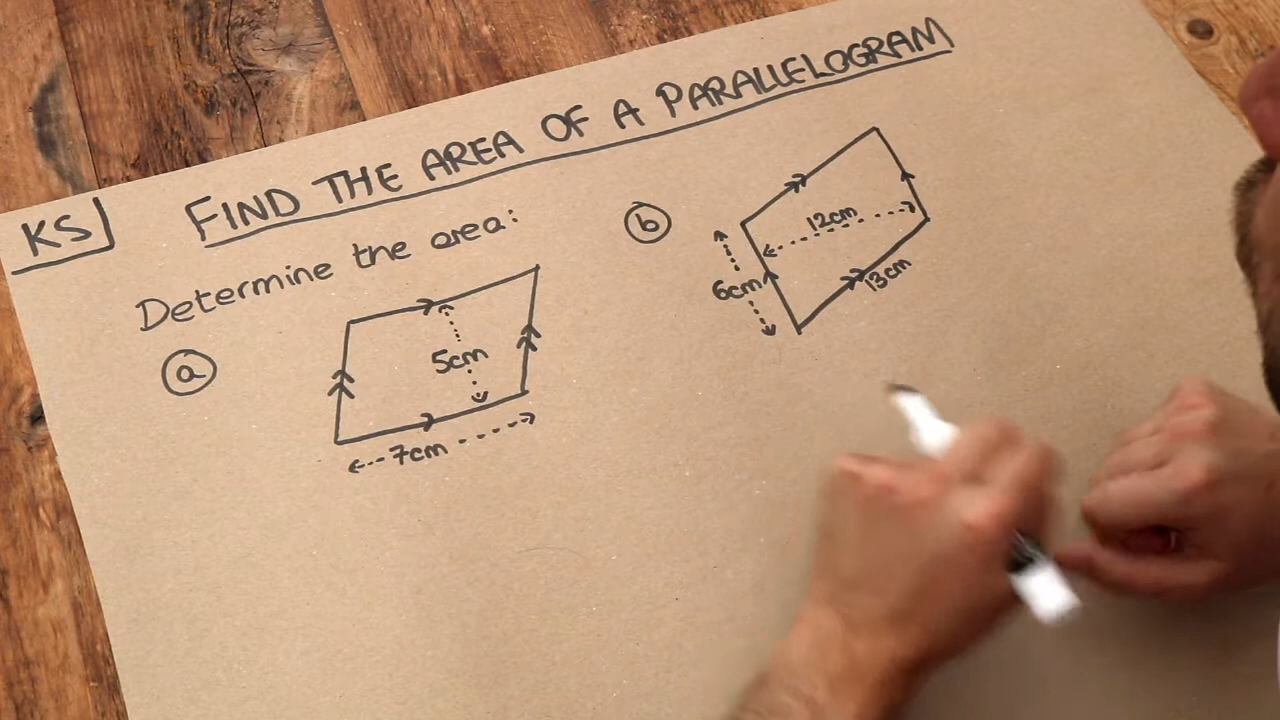 KS
FIND THE AREA OF A PARALLELOGRAM
Determine the area:
a
5cm
7cm
b
12cm
6cm
13cm